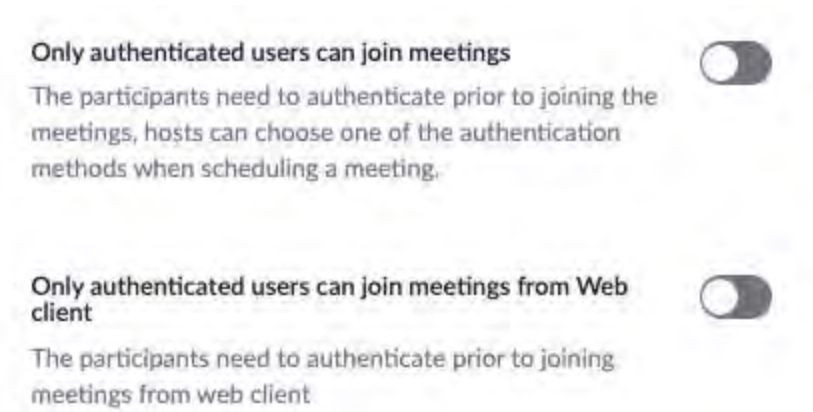 Only authenticated users can join meetings
The participants need to authenticate prior to joining the
meetings, hosts can choose one of the authentication
methods when scheduling a meeting.
Only authenticated users can join meetings from Web
client
The participants need to authenticate prior to joining
meetings from web client